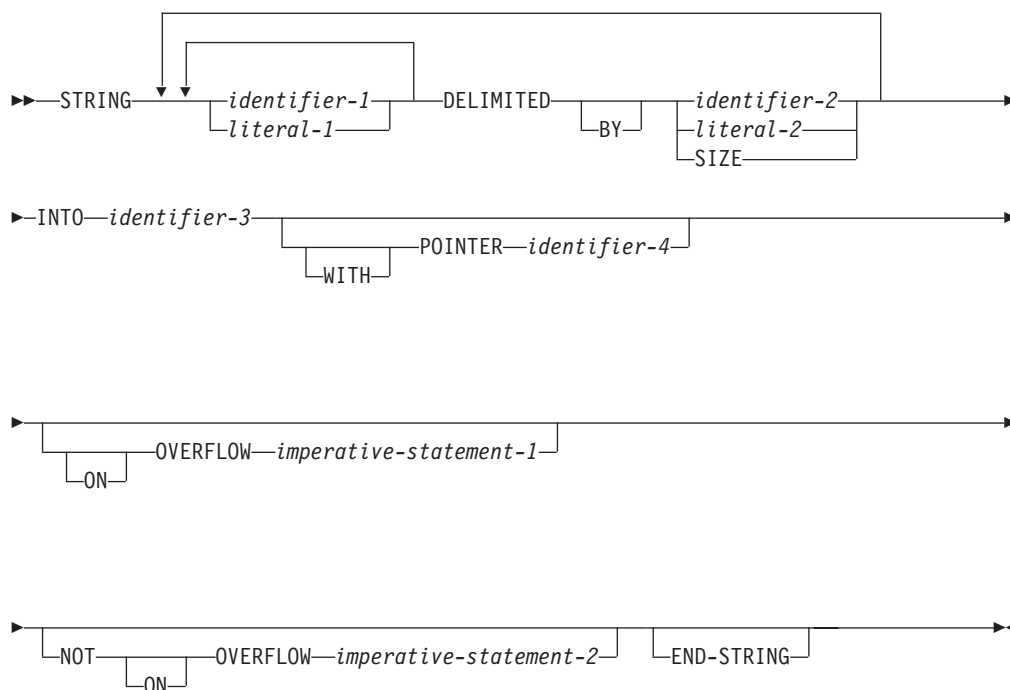 STRING identifier-1 DELIMITED identifier-2
literal-1 BY literal-2
SIZE
INTO identifier-3
POINTER identifier-4
WITH
OVERFLOW imperative-statement-1
ON
NOT OVERFLOW imperative-statement-2 END-STRING
ON